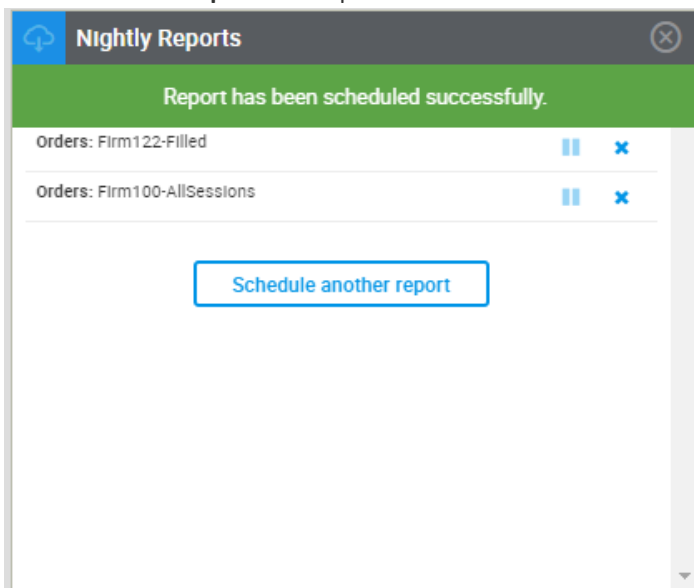 Nightly Reports
Report has been scheduled successfully.
Orders: Firm122-Filled
Orders: Firm100-AllSessions
Schedule another report